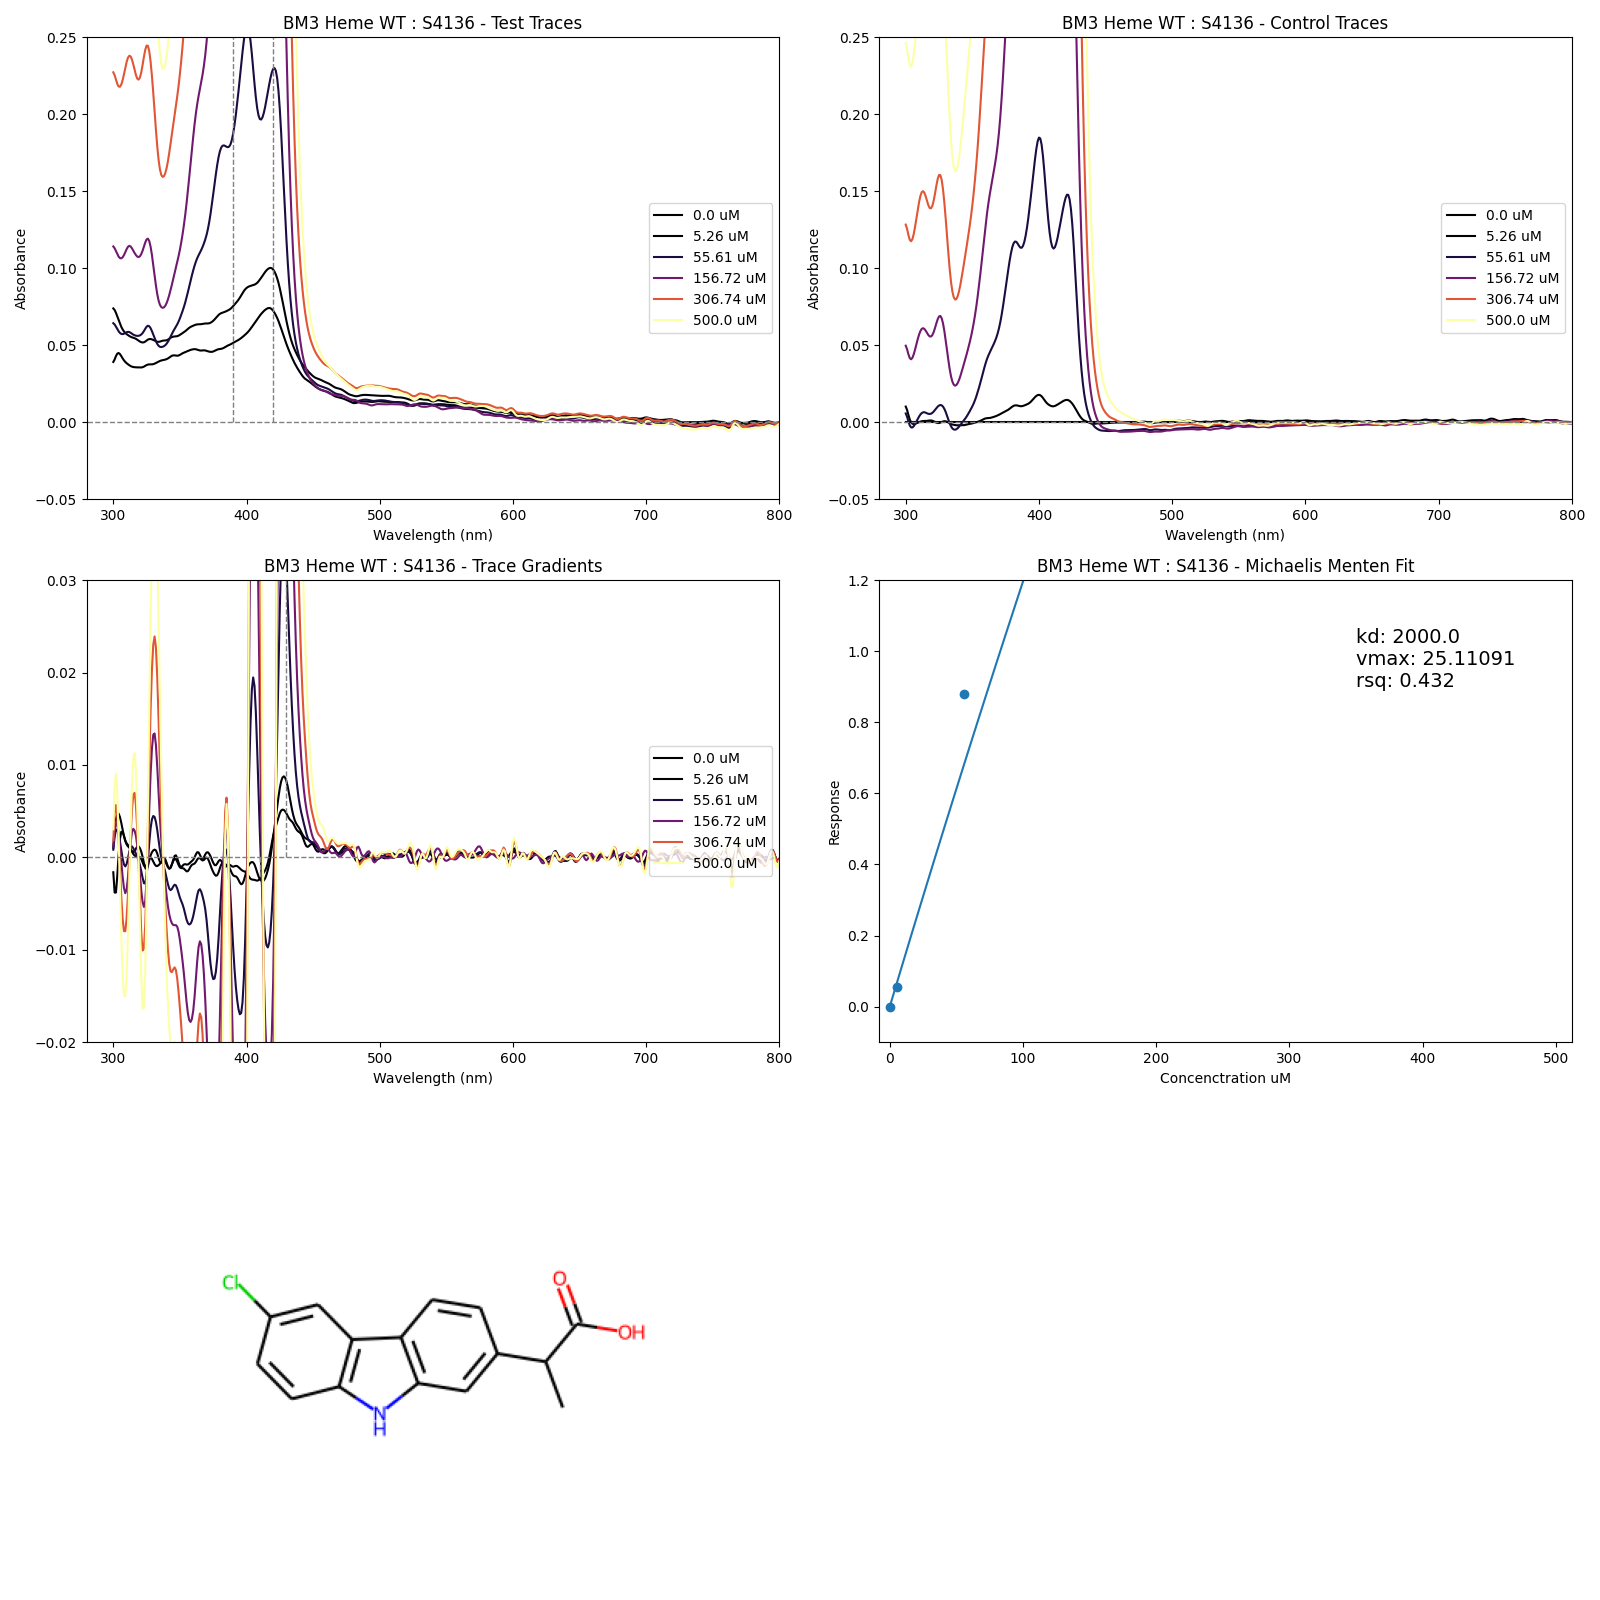 BM3 Heme WT : S4136 - Test Traces
0.25
0.20
0.15
0.10
0.05
0.00
−0.05
Absorbance
300 400 500 600 700 800
Wavelength (nm)
0.0 uM
5.26 uM
55.61 uM
156.72 uM
306.74 uM
500.0 uM
BM3 Heme WT : S4136 - Control Traces
0.25
0.20
0.15
0.10
0.05
0.00
−0.05
Absorbance
300 400 500 600 700 800
Wavelength (nm)
0.0 uM
5.26 uM
55.61 uM
156.72 uM
306.74 uM
500.0 uM
BM3 Heme WT : S4136 - Trace Gradients
0.03
0.02
0.01
0.00
−0.01
−0.02
Absorbance
300 400 500 600 700 800
Wavelength (nm)
0.0 uM
5.26 uM
55.61 uM
156.72 uM
306.74 uM
500.0 uM
BM3 Heme WT : S4136 - Michaelis Menten Fit
1.2
1.0
0.8
0.6
0.4
0.2
0.0
Response
0 100 200 300 400 500
Concenctration uM
kd: 2000.0
vmax: 25.11091
rsq: 0.432
Cl
O
OH
N
H